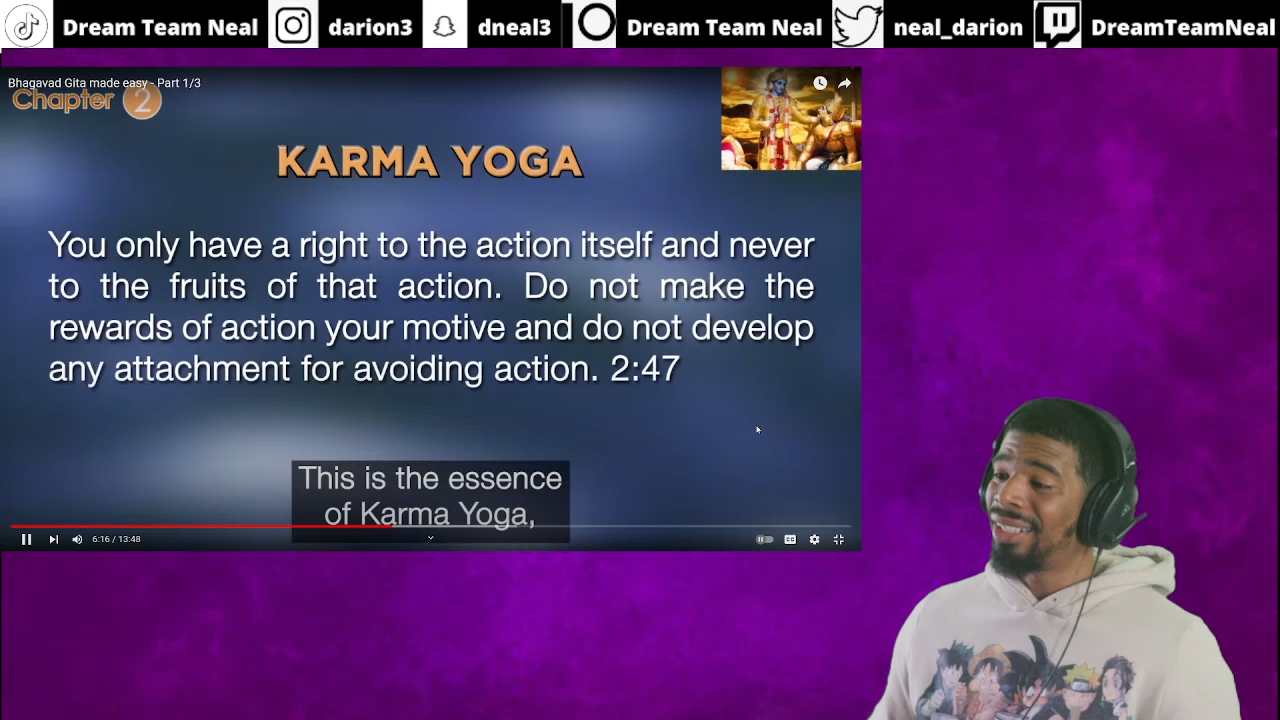 Dream Team Neal darion3 dneal3 Dream Team Neal neal_darion DreamTeamNeal
Bhagavad Gita made easy - Part 1/3
Chapter 2
KARMA YOGA
You only have a right to the action itself and never
to the fruits of that action. Do not make the
rewards of action your motive and do not develop
any attachment for avoiding action. 2:47
This is the essence
of Karma Yoga,
6:16 / 13:48